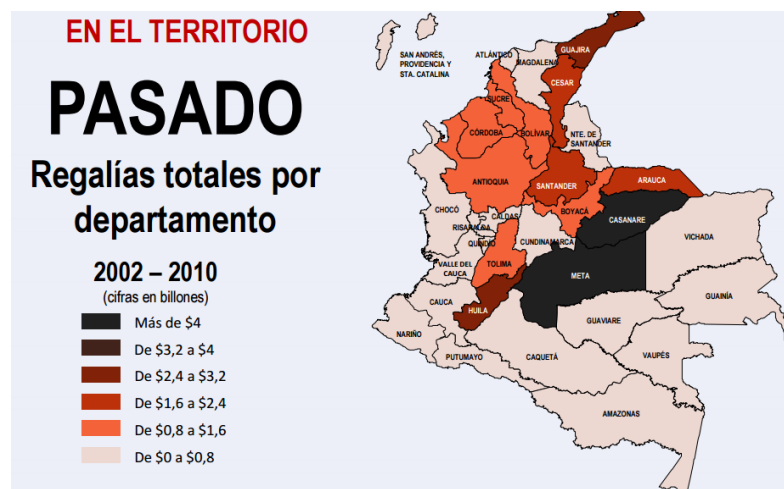 EN EL TERRITORIO
PASADO
Regalías totales por
departamento
2002 – 2010
(cifras en billones)
Más de $4
De $3,2 a $4
De $2,4 a $3,2
De $1,6 a $2,4
De $0,8 a $1,6
De $0 a $0,8
SAN ANDRÉS,
PROVIDENCIA Y
STA. CATALINA
ATLÁNTICO
MAGDALENA
GUAJIRA
CESAR
SUCRE
CÓRDOBA
BOLÍVAR
NTE. DE
SANTANDER
ANTIOQUIA
SANTANDER
ARAUCA
CHOCÓ
CALDAS
BOYACÁ
CASANARE
RISARALDA
QUINDÍO
CUNDINAMARCA
VICHADA
VALLE DEL
CAUCA
TOLIMA
META
GUAINÍA
CAUCA
HUILA
GUAVIARE
NARIÑO
PUTUMAYO
CAQUETÁ
VAUPÉS
AMAZONAS